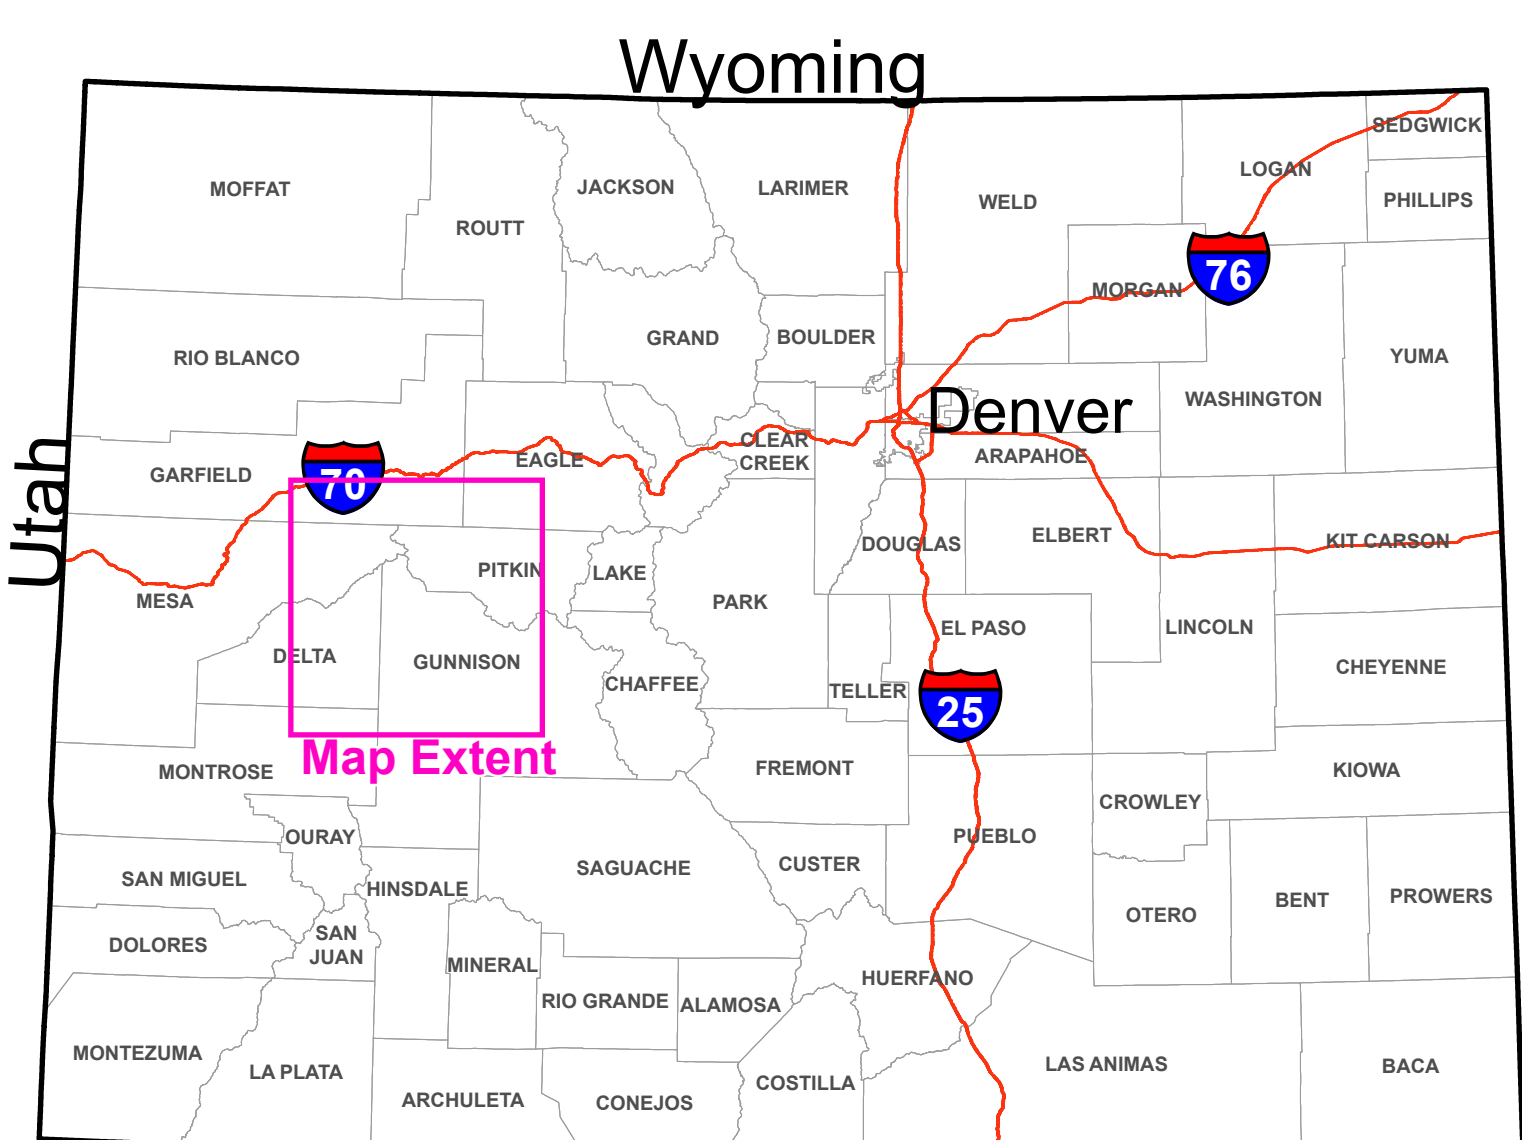 Wyoming
SEDGWICK
LOGAN
MOFFAT
JACKSON
LARIMER
WELD
PHILLIPS
ROUTT
76
MORGAN
GRAND
BOULDER
RIO BLANCO
YUMA
WASHINGTON
Denver
CLEAR
CREEK
ARAPAHOE
EAGLE
Utah
GARFIELD
70
ELBERT
KIT CARSON
DOUGLAS
PITKIN
LAKE
MESA
PARK
EL PASO
LINCOLN
DELTA
GUNNISON
CHEYENNE
CHAFFEE
TELLER
25
Map Extent
MONTROSE
FREMONT
KIOWA
CROWLEY
OURAY
PUEBLO
CUSTER
SAGUACHE
SAN MIGUEL
HINSDALE
PROWERS
BENT
OTERO
DOLORES
SAN
JUAN
MINERAL
HUERFANO
RIO GRANDE
ALAMOSA
MONTEZUMA
LA PLATA
LAS ANIMAS
BACA
COSTILLA
ARCHULETA
CONEJOS